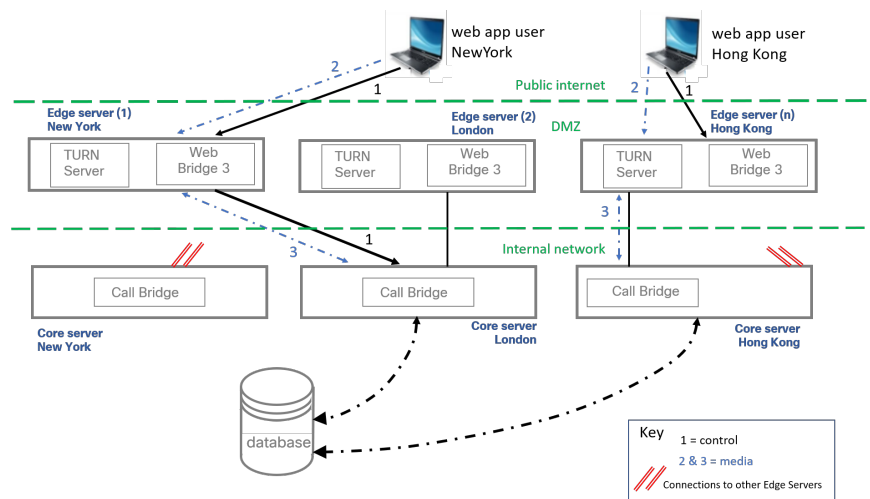 web app user
NewYork
web app user
Hong Kong
2
1
Public internet
2
1
Edge server (1)
New York
Edge server (2)
London
DMZ
Edge server (n)
Hong Kong
TURN
Server
Web
Bridge 3
TURN
Server
Web
Bridge 3
TURN
Server
Web
Bridge 3
3
1
3
Internal network
Call Bridge
Call Bridge
Call Bridge
Core server
New York
Core server
London
Core server
Hong Kong
database
Key
1 = control
2 & 3 = media
Connections to other Edge Servers